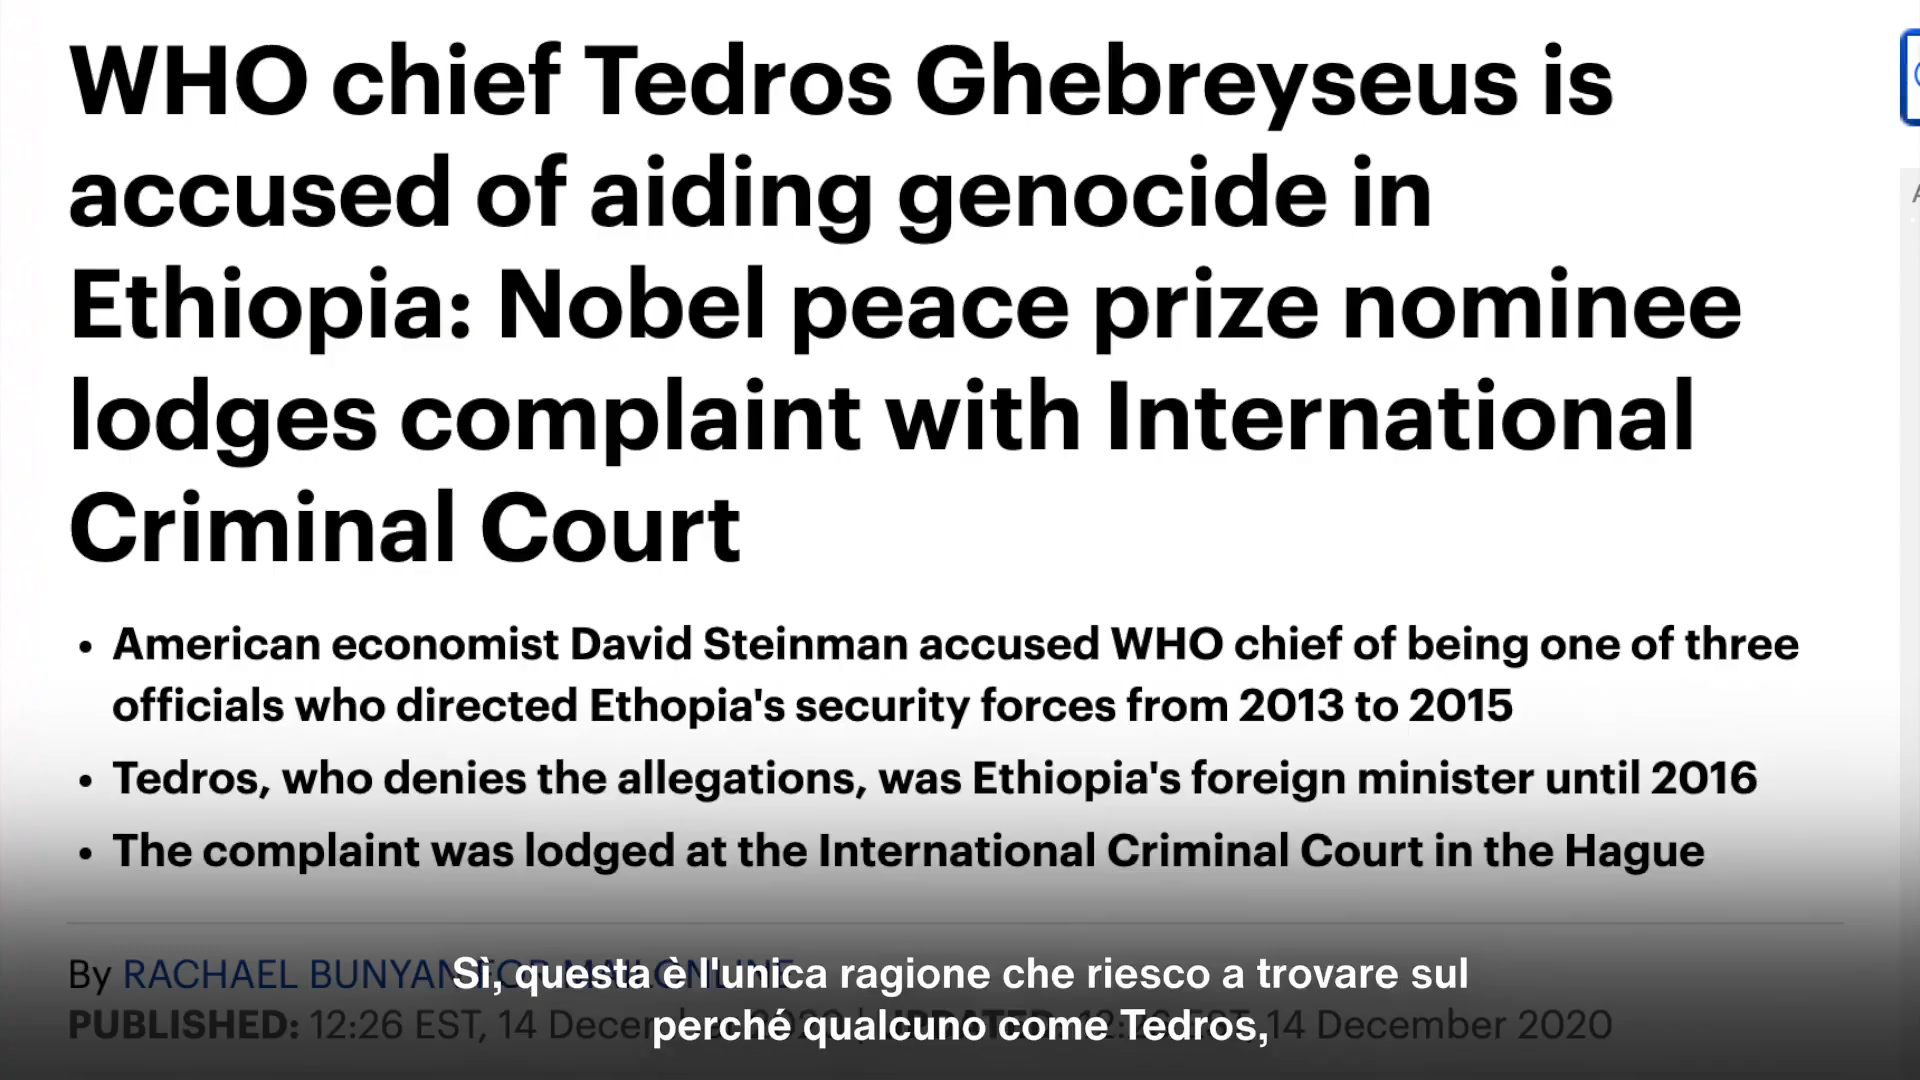 WHO chief Tedros Ghebreyseus is
accused of aiding genocide in
Ethiopia: Nobel peace prize nominee
lodges complaint with International
Criminal Court
• American economist David Steinman accused WHO chief of being one of three
officials who directed Ethopia's security forces from 2013 to 2015
• Tedros, who denies the allegations, was Ethiopia's foreign minister until 2016
• The complaint was lodged at the International Criminal Court in the Hague
By RACHAEL BUNYAN FOR MAILONLINE
PUBLISHED: 12:26 EST, 14 December 2020 14 December 2020
Sì, questa è l'unica ragione che riesco a trovare sul
perché qualcuno come Tedros,